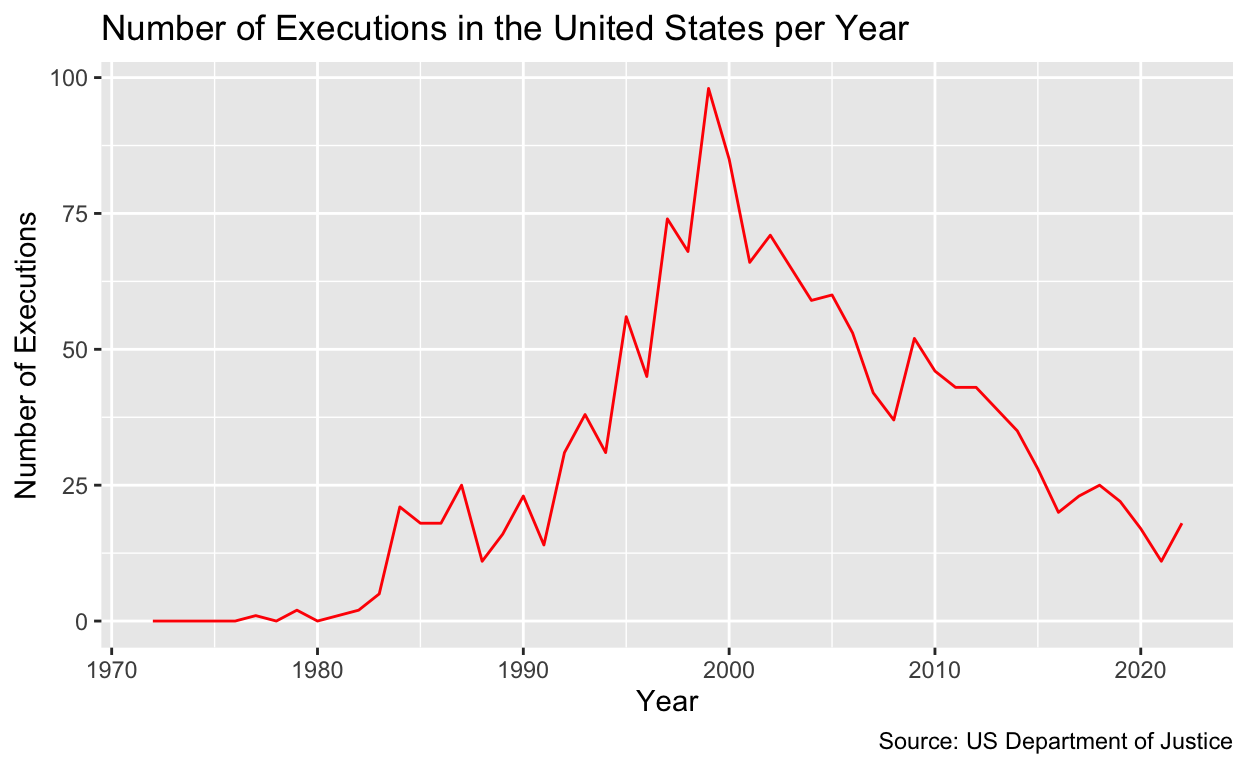 Number of Executions in the United States per Year
100
75
50
25
0
Number of Executions
1970 1980 1990 2000 2010 2020
Year
Source: US Department of Justice